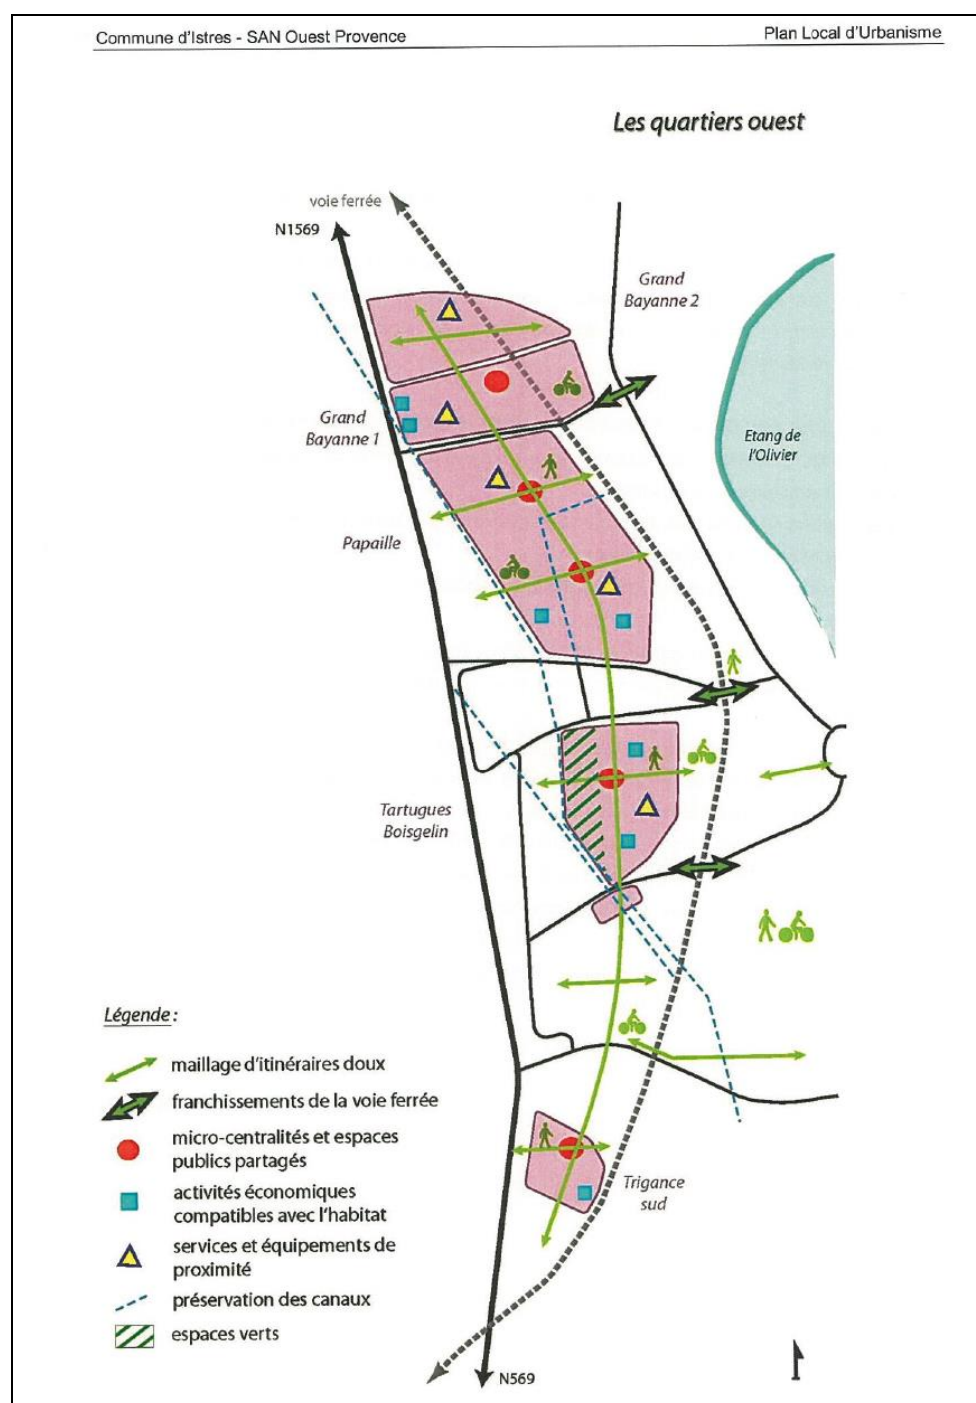 Commune d'Istres - SAN Ouest Provence
Plan Local d'Urbanisme
Les quartiers ouest
voie ferrée
N1569
Grand
Bayanne 2
Grand
Bayanne 1
Etang de
l'Olivier
Papaille
Tartugues
Boisgelin
Légende :
maillage d'itinéraires doux
franchissements de la voie ferrée
micro-centralités et espaces
publics partagés
activités économiques
compatibles avec l'habitat
services et équipements de
proximité
préservation des canaux
espaces verts
Trigance
sud
N569